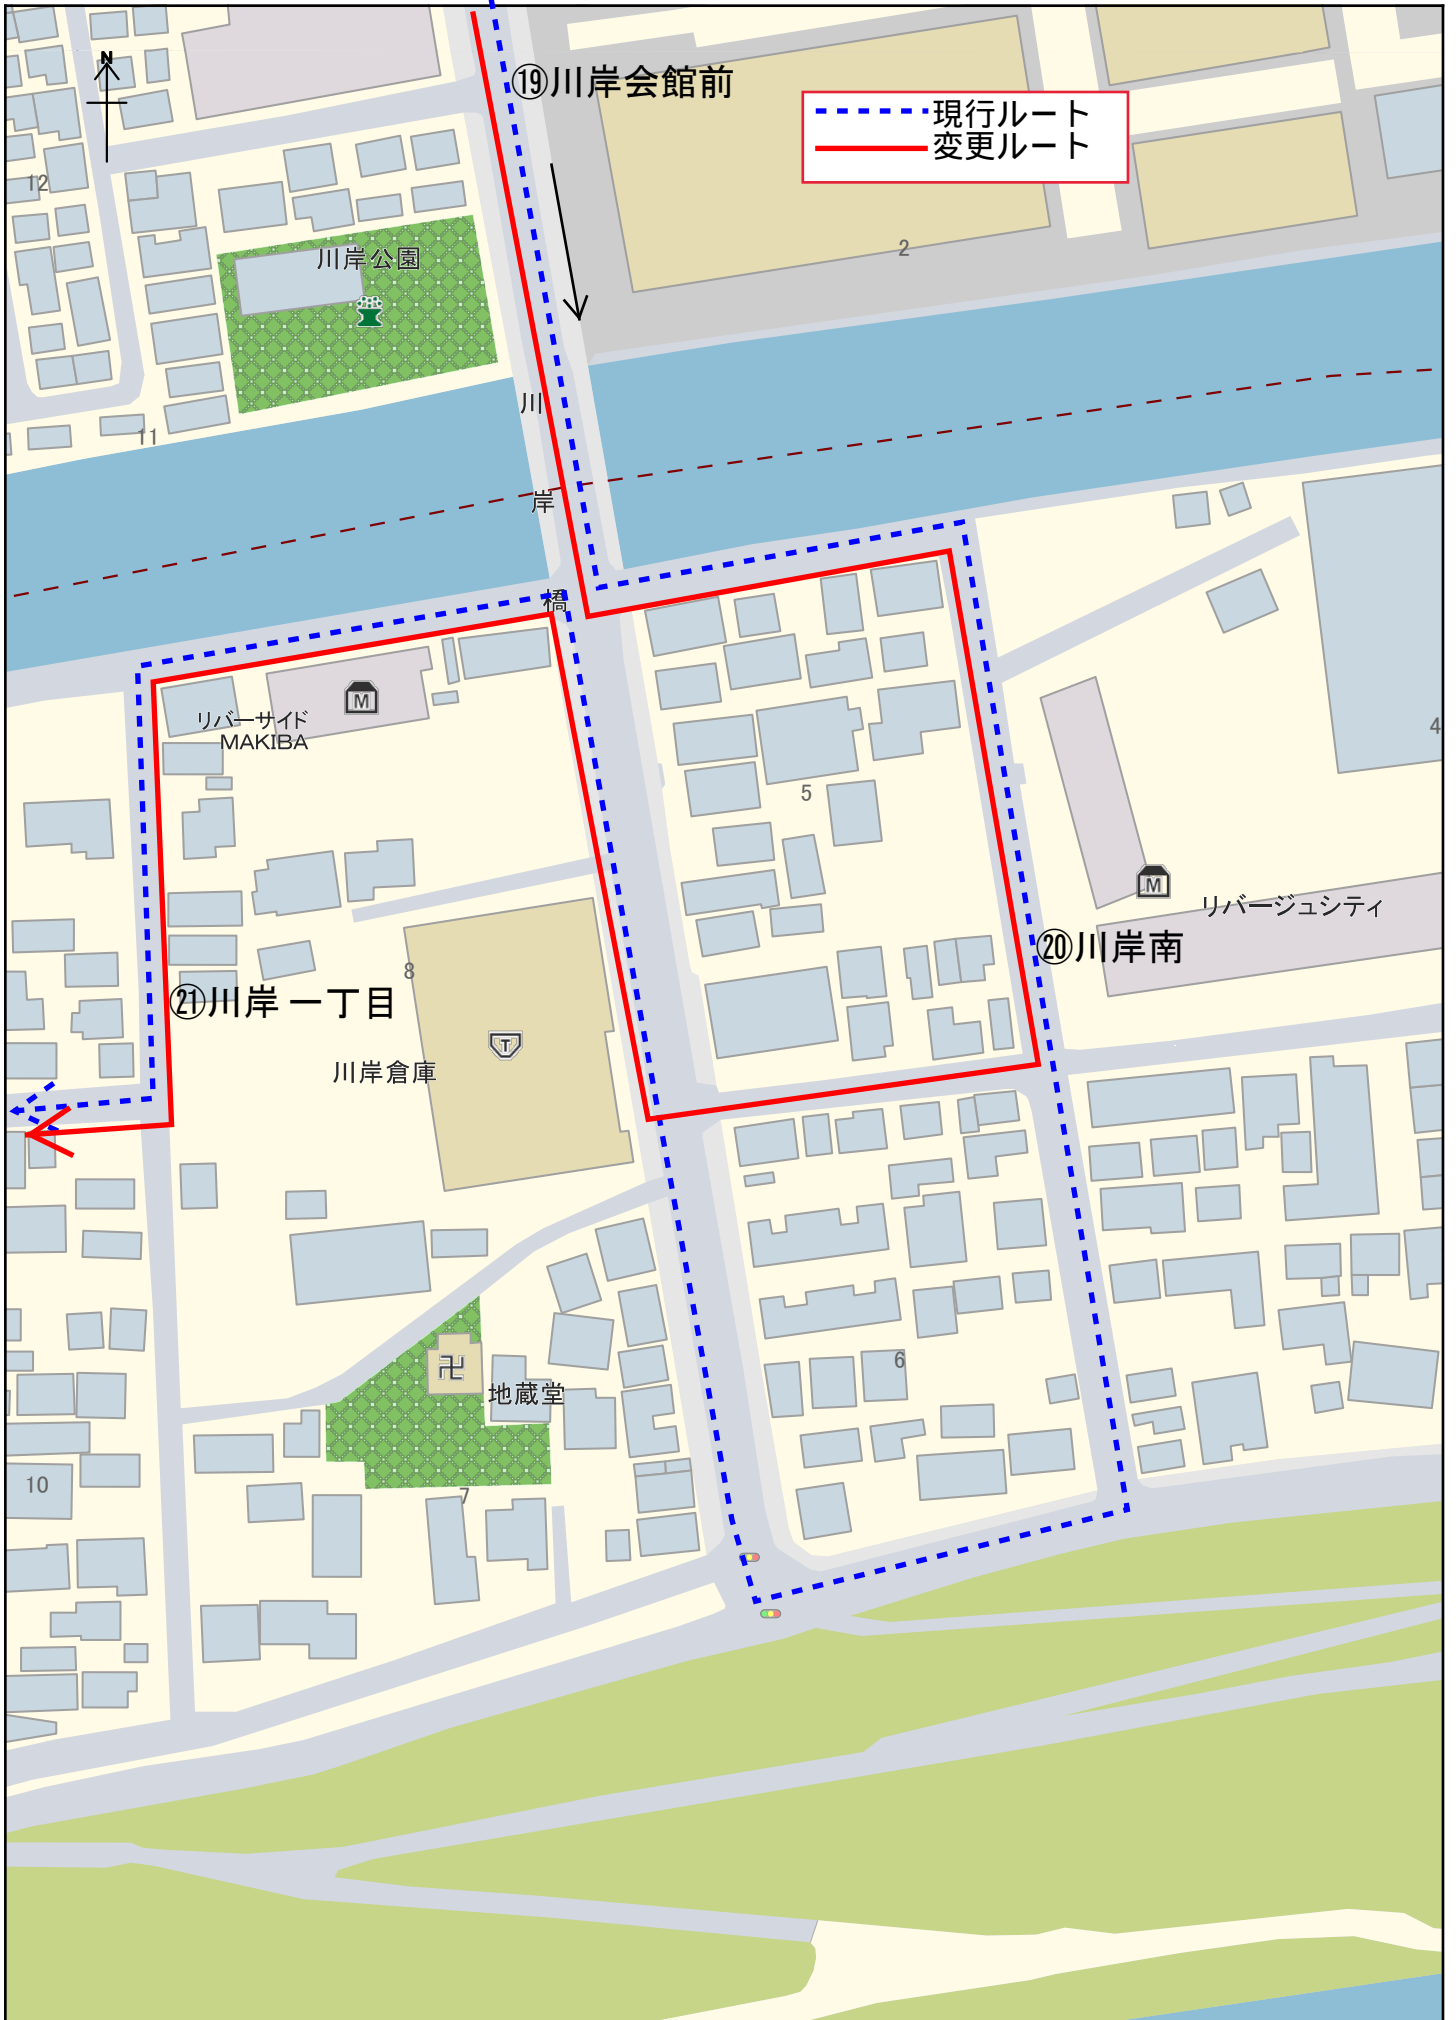 N
⑲川岸会館前
現行ルート
変更ルート
12
2
川岸公園
川
11
岸
橋
リバーサイド
MAKIBA
M
4
5
M
リバージュシティ
⑳川岸南
8
㉑川岸一丁目
T
川岸倉庫
6
卍
地蔵堂
10
7